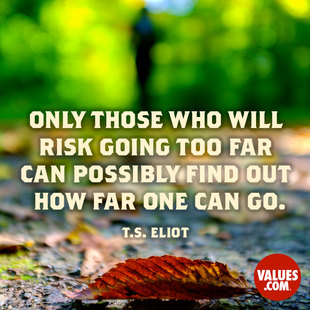 ONLY THOSE WHO WILL
RISK GOING TOO FAR
CAN POSSIBLY FIND OUT
HOW FAR ONE CAN GO.
T.S. ELIOT
VALUES
.COM